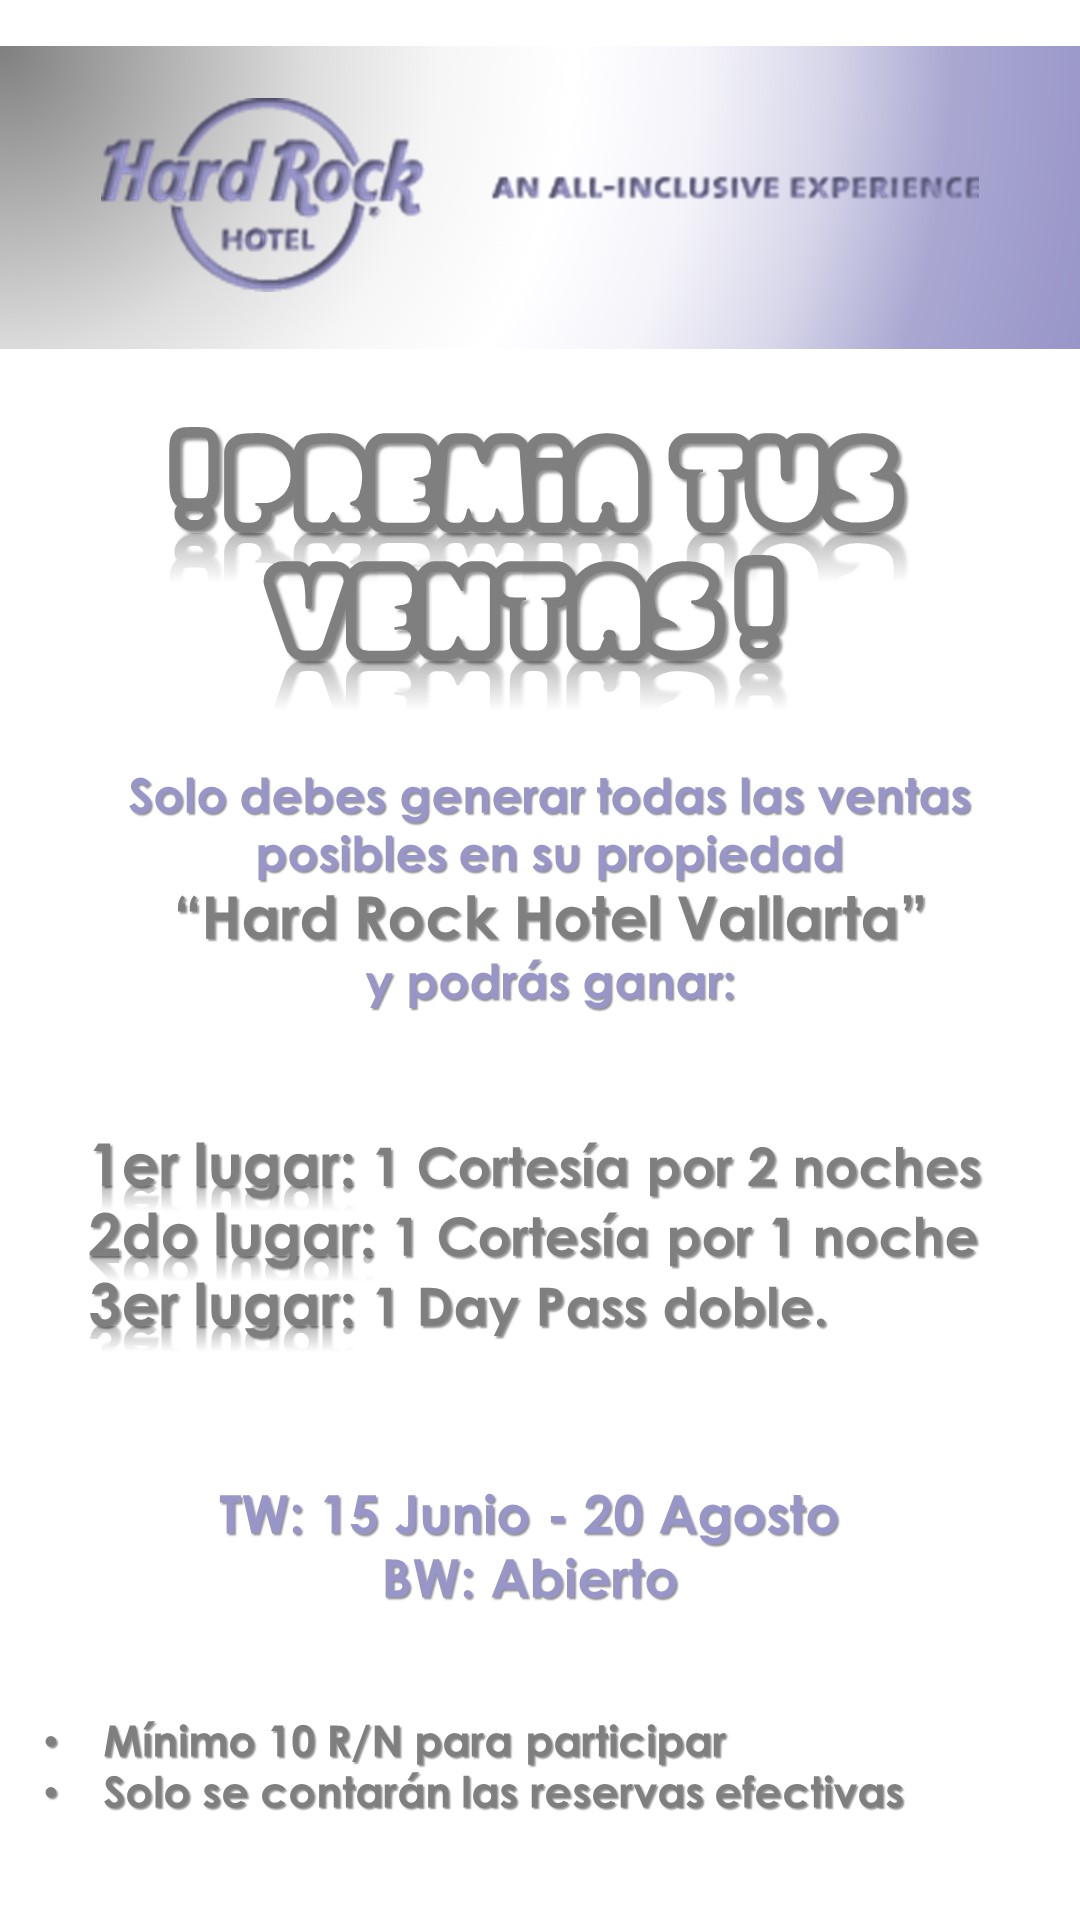 Hard Rock
HOTEL
AN ALL-INCLUSIVE EXPERIENCE
!PREMIA TUS
VENTAS!
Solo debes generar todas las ventas
posibles en su propiedad
“Hard Rock Hotel Vallarta”
y podrás ganar:
1er lugar: 1 Cortesía por 2 noches
2do lugar: 1 Cortesía por 1 noche
3er lugar: 1 Day Pass doble.
TW: 15 Junio - 20 Agosto
BW: Abierto
• Mínimo 10 R/N para participar
• Solo se contarán las reservas efectivas